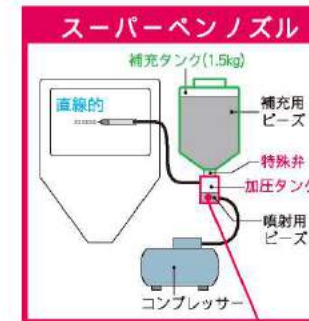 スーパーペンノズル
補充タンク(1.5kg)
直線的
補充用
ビーズ
特殊弁
加圧タンク
噴射用
ビーズ
コンプレッサー